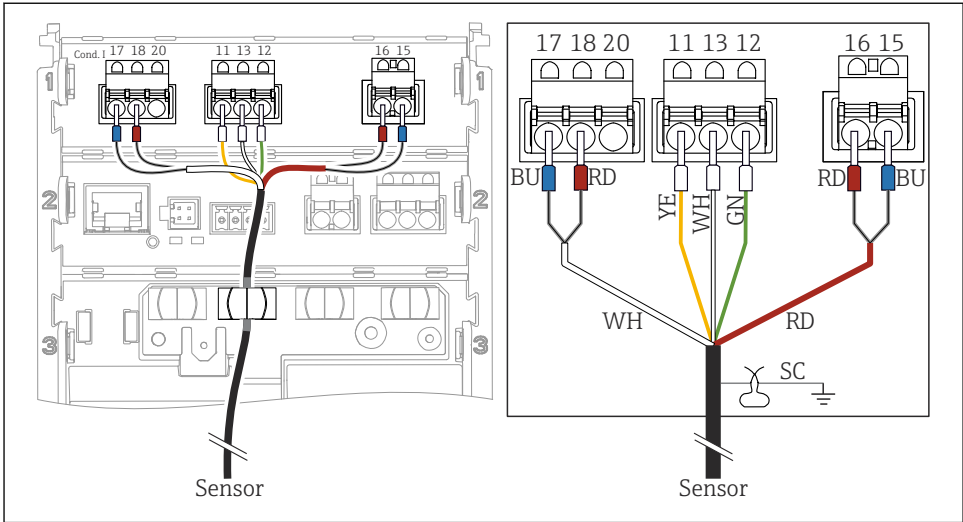 Cond. I 17 18 20 11 13 12 16 15
1 1
2 2
3 3
Sensor
17 18 20 11 13 12 16 15
BU RD YE WH GN RD BU
WH RD
SC
Sensor